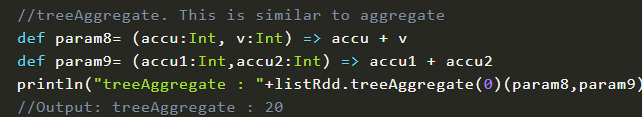 //treeAggregate. This is similar to aggregate
def param8= (accu:Int, v:Int) => accu + v
def param9= (accu1:Int,accu2:Int) => accu1 + accu2
println("treeAggregate : "+listRdd.treeAggregate(0)(param8,param9)
//Output: treeAggregate : 20